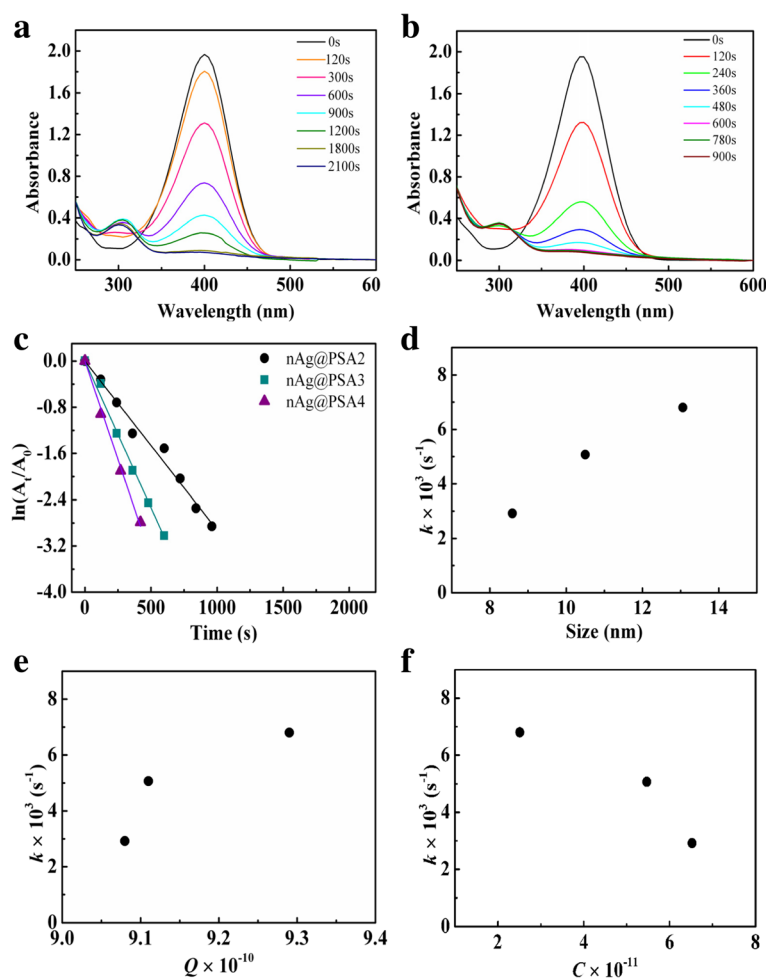 a
Absorbance
2.0
1.6
1.2
0.8
0.4
0.0
0s
120s
300s
600s
900s
1200s
1800s
2100s
300
400
500
600
Wavelength (nm)
b
Absorbance
2.0
1.6
1.2
0.8
0.4
0.0
0s
120s
240s
360s
480s
600s
780s
900s
300
400
500
600
Wavelength (nm)
c
ln(At/A0)
0.0
-0.8
-1.6
-2.4
-3.2
-4.0
nAg@PSA2
nAg@PSA3
nAg@PSA4
0
500
1000
1500
2000
Time (s)
d
k × 10³ (s⁻¹)
8
6
4
2
0
8
10
12
14
Size (nm)
e
k × 10³ (s⁻¹)
8
6
4
2
0
9.0
9.1
9.2
9.3
9.4
Q × 10⁻¹⁰
f
k × 10³ (s⁻¹)
8
6
4
2
0
2
4
6
8
C × 10⁻¹¹